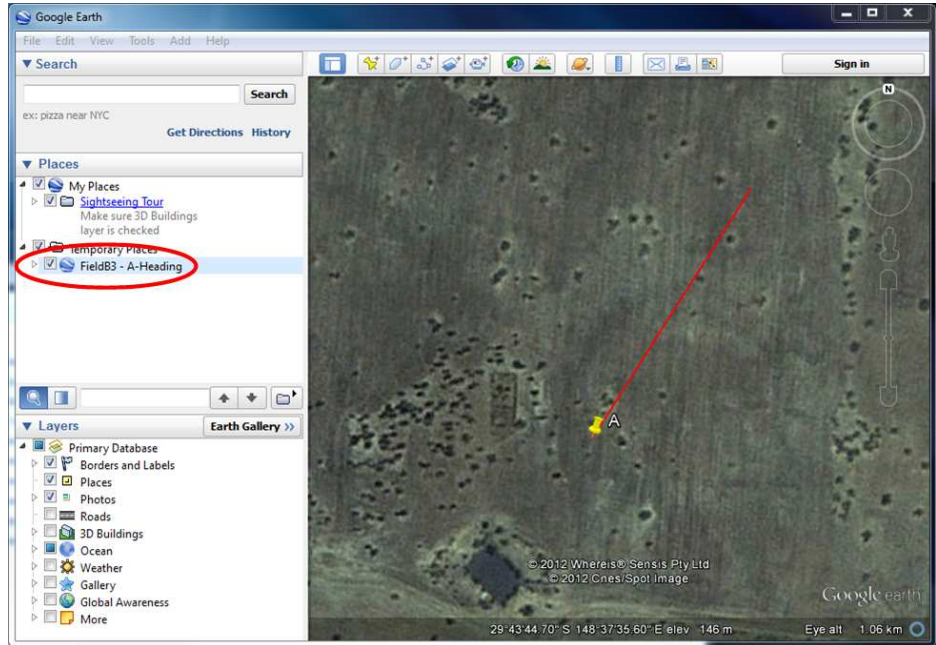 Google Earth
File Edit View Tools Add Help
Search
Sign in
Search
ex: pizza near NYC
Get Directions History
Places
My Places
Sightseeing Tour
Make sure 3D Buildings
layer is checked
Temporary Places
FieldB3 - A-Heading
Layers
Earth Gallery >>
Primary Database
Borders and Labels
Places
Photos
Roads
3D Buildings
Ocean
Weather
Gallery
Global Awareness
More
N
A
© 2012 Whereis® Sensis Pty Ltd
© 2012 Cnes/Spot Image
Google earth
29°43'44.70" S 148°37'35.60" E elev 146 m Eye alt 1.06 km